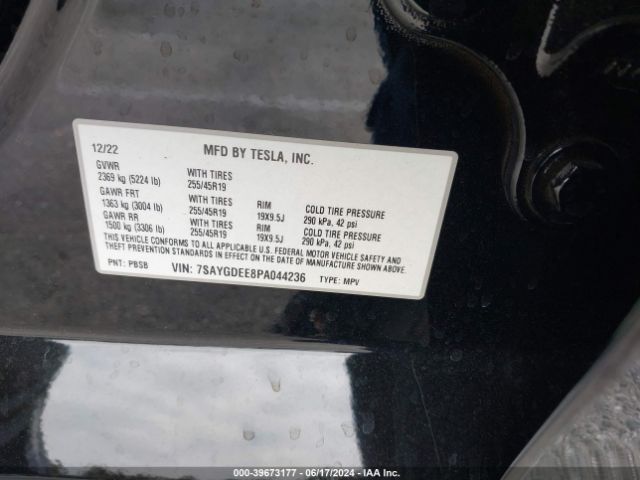 12/22 MFD BY TESLA, INC.
GVWR
2369 kg (5224 lb) WITH TIRES 255/45R19
GAWR FRT
1363 kg (3004 lb) WITH TIRES 255/45R19 RIM 19X9.5J COLD TIRE PRESSURE 290 kPa, 42 psi
GAWR RR
1500 kg (3306 lb) WITH TIRES 255/45R19 RIM 19X9.5J COLD TIRE PRESSURE 290 kPa, 42 psi
THIS VEHICLE CONFORMS TO ALL APPLICABLE U.S. FEDERAL MOTOR VEHICLE SAFETY AND
THEFT PREVENTION STANDARDS IN EFFECT ON THE DATE OF MANUFACTURE SHOWN ABOVE.
PNT: PBSB VIN: 7SAYGDEE8PA044236 TYPE: MPV
000-39673177 - 06/17/2024 - IAA Inc.